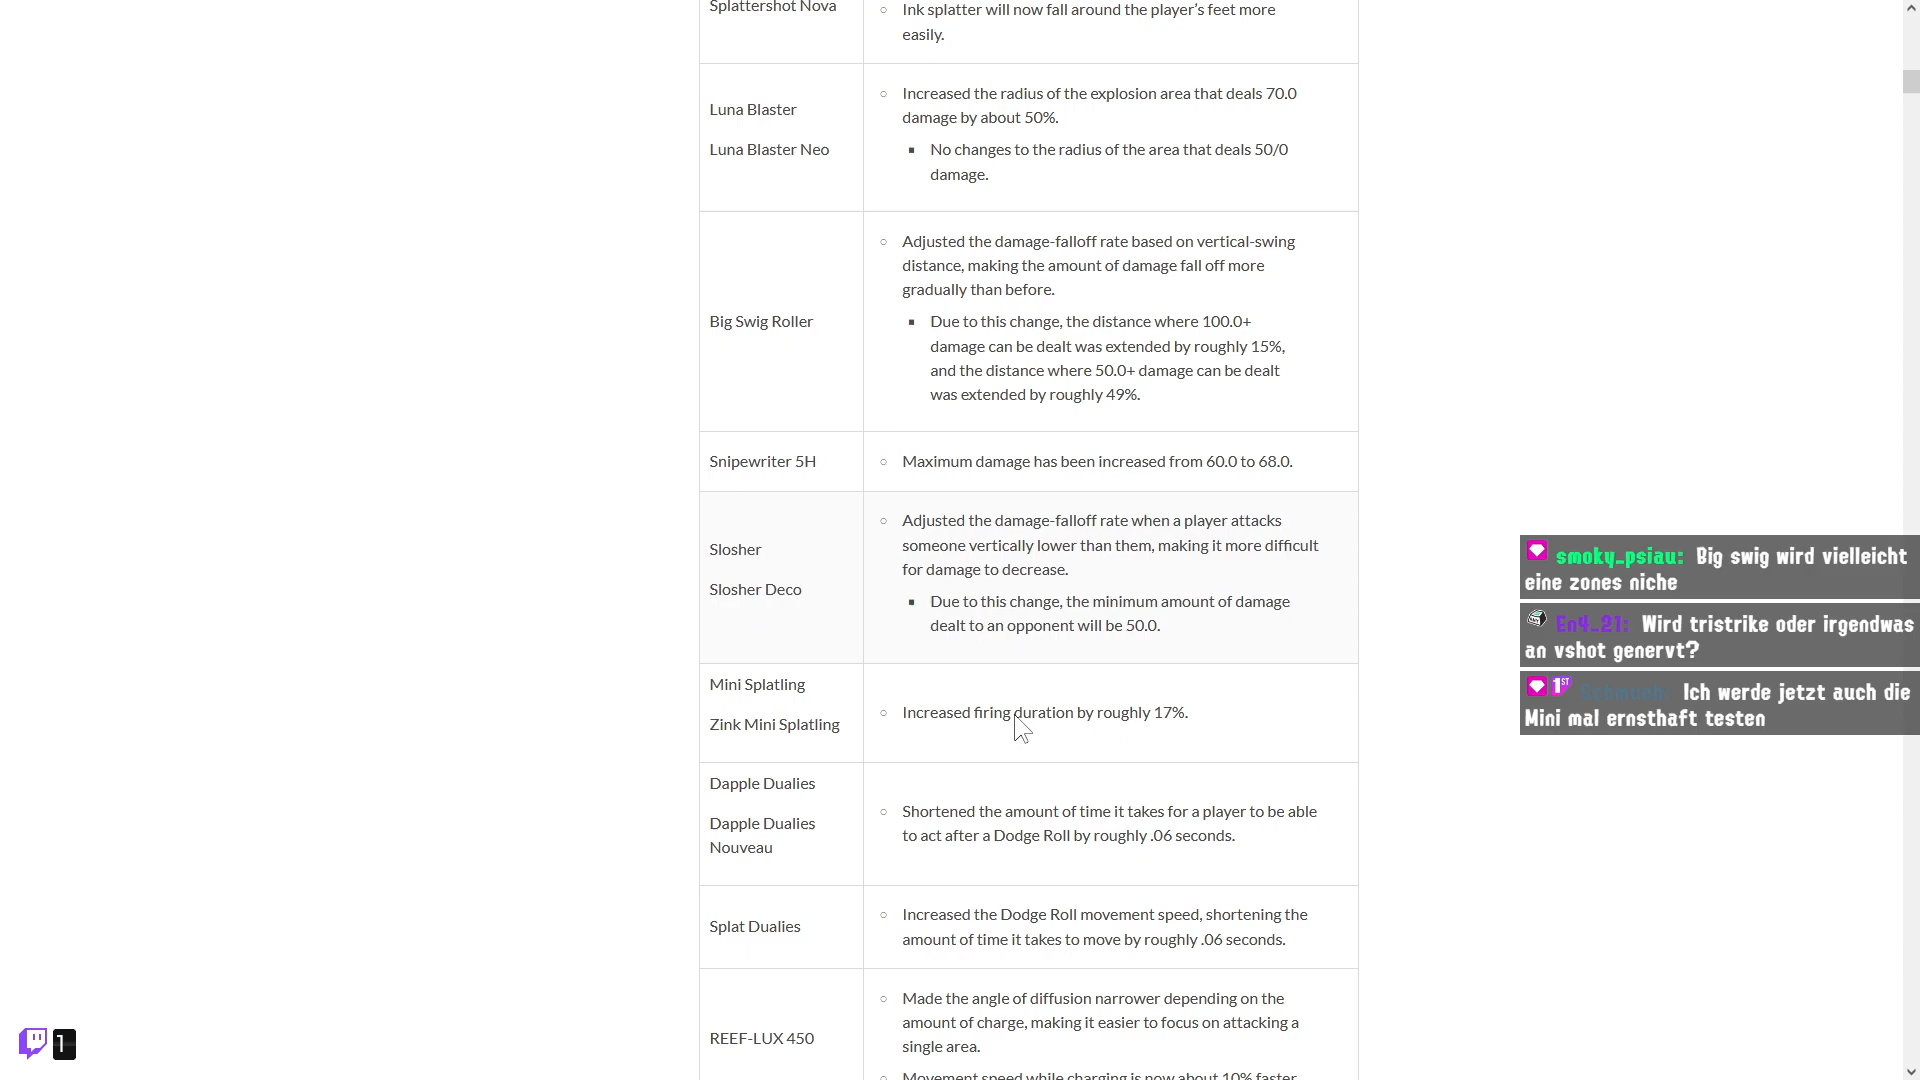 Splattershot Nova
Ink splatter will now fall around the player's feet more
easily.
Luna Blaster
Luna Blaster Neo
Increased the radius of the explosion area that deals 70.0
damage by about 50%.
No changes to the radius of the area that deals 50/0
damage.
Big Swig Roller
Adjusted the damage-falloff rate based on vertical-swing
distance, making the amount of damage fall off more
gradually than before.
Due to this change, the distance where 100.0+
damage can be dealt was extended by roughly 15%,
and the distance where 50.0+ damage can be dealt
was extended by roughly 49%.
Snipewriter 5H
Maximum damage has been increased from 60.0 to 68.0.
Slosher
Slosher Deco
Adjusted the damage-falloff rate when a player attacks
someone vertically lower than them, making it more difficult
for damage to decrease.
Due to this change, the minimum amount of damage
dealt to an opponent will be 50.0.
Mini Splatling
Zink Mini Splatling
Increased firing duration by roughly 17%.
Dapple Dualies
Dapple Dualies
Nouveau
Shortened the amount of time it takes for a player to be able
to act after a Dodge Roll by roughly .06 seconds.
Splat Dualies
Increased the Dodge Roll movement speed, shortening the
amount of time it takes to move by roughly .06 seconds.
REEF-LUX 450
Made the angle of diffusion narrower depending on the
amount of charge, making it easier to focus on attacking a
single area.
Movement speed while charging is now about 10% faster
smoky_psiau: Big swig wird vielleicht
eine zones niche
En4_21: Wird tristrike oder irgendwas
an vshot genervt?
1ST Ich werde jetzt auch die
Mini mal ernsthaft testen
1